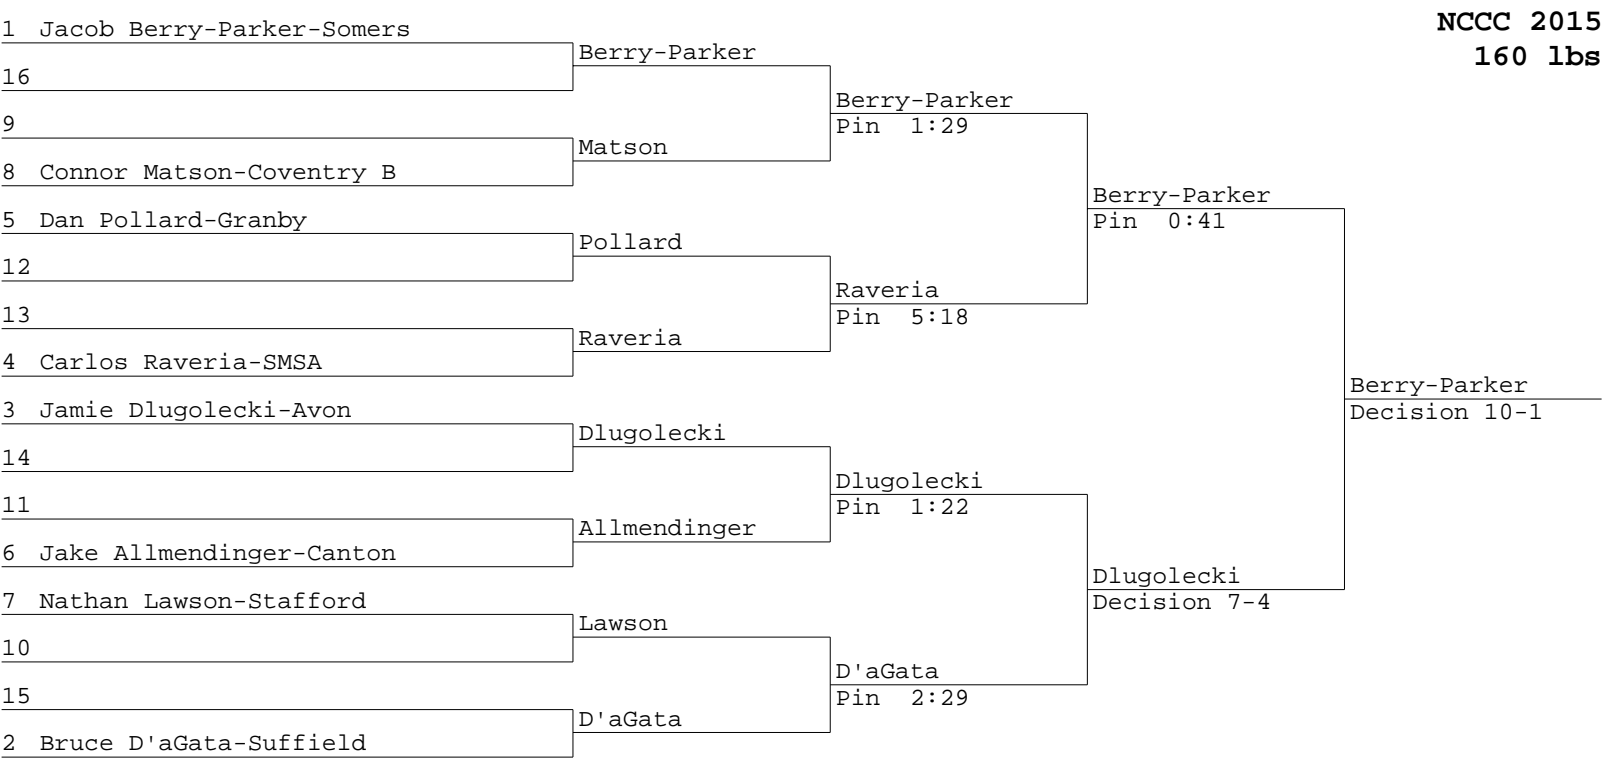 NCCC 2015
160 lbs
1 Jacob Berry-Parker-Somers
16
9
8 Connor Matson-Coventry B
5 Dan Pollard-Granby
12
13
4 Carlos Raveria-SMSA
3 Jamie Dlugolecki-Avon
14
11
6 Jake Allmendinger-Canton
7 Nathan Lawson-Stafford
10
15
2 Bruce D'aGata-Suffield
Berry-Parker
Matson
Pollard
Raveria
Dlugolecki
Allmendinger
Lawson
D'aGata
Berry-Parker
Pin 1:29
Raveria
Pin 5:18
Dlugolecki
Pin 1:22
D'aGata
Pin 2:29
Berry-Parker
Pin 0:41
Dlugolecki
Decision 7-4
Berry-Parker
Decision 10-1